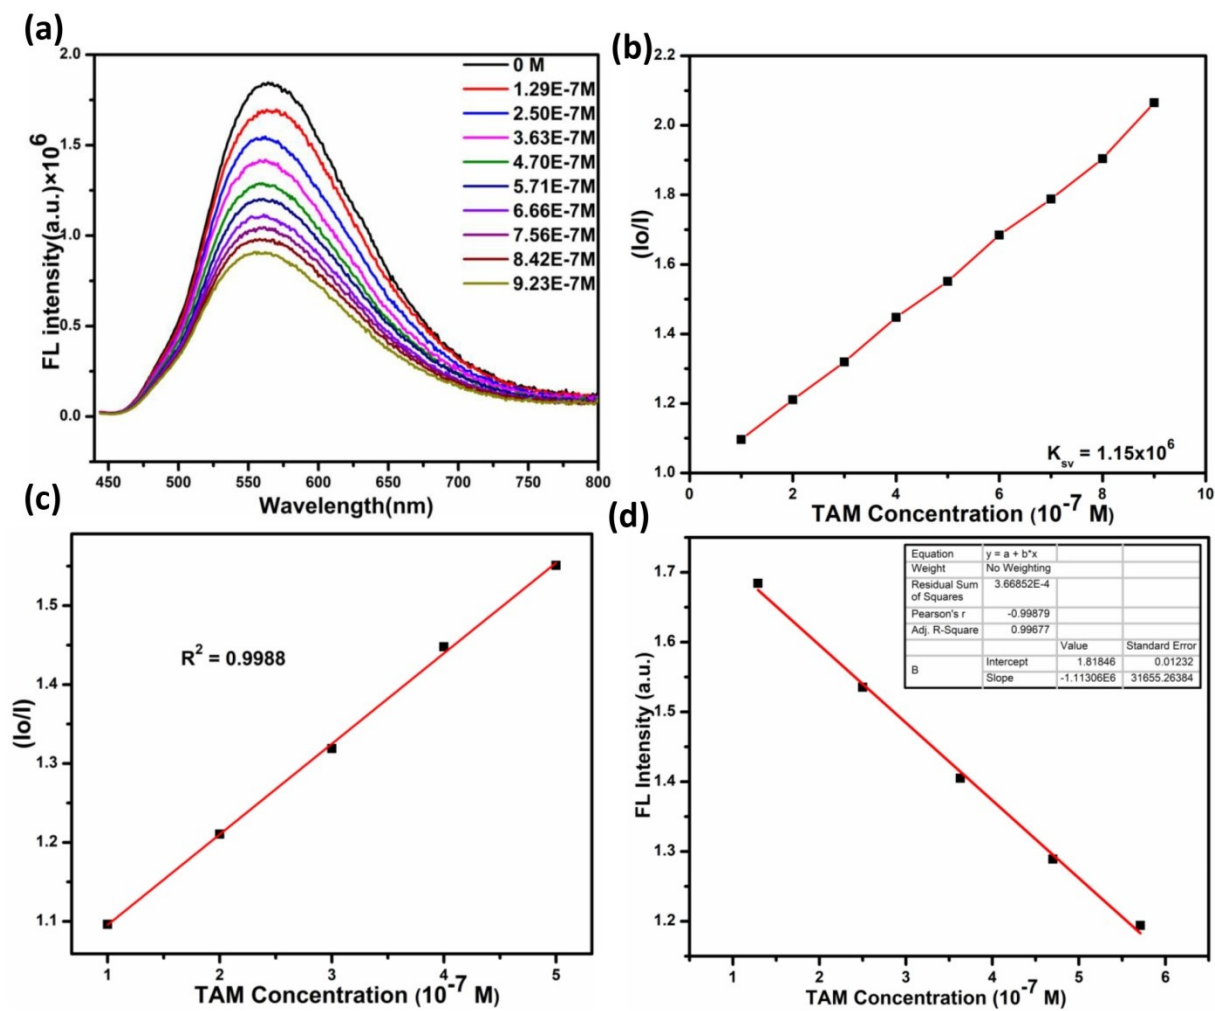 (a)
FL intensity(a.u.)×10⁶
2.0
1.5
1.0
0.5
0.0
450 500 550 600 650 700 750 800
Wavelength(nm)
0 M
1.29E-7M
2.50E-7M
3.63E-7M
4.70E-7M
5.71E-7M
6.66E-7M
7.56E-7M
8.42E-7M
9.23E-7M
(b)
(Io/I)
2.2
2.0
1.8
1.6
1.4
1.2
1.0
0 2 4 6 8 10
TAM Concentration (10⁻⁷ M)
Kₛᵥ = 1.15x10⁶
(c)
(Io/I)
1.5
1.4
1.3
1.2
1.1
1 2 3 4 5
TAM Concentration (10⁻⁷ M)
R² = 0.9988
(d)
FL Intensity (a.u.)
1.7
1.6
1.5
1.4
1.3
1.2
1 2 3 4 5 6
TAM Concentration (10⁻⁷ M)
Equation y = a + b*x
Weight No Weighting
Residual Sum of Squares 3.66852E-4
Pearson's r -0.99879
Adj. R-Square 0.99677
Value Standard Error
B Intercept 1.81846 0.01232
Slope -1.11306E6 31655.26384